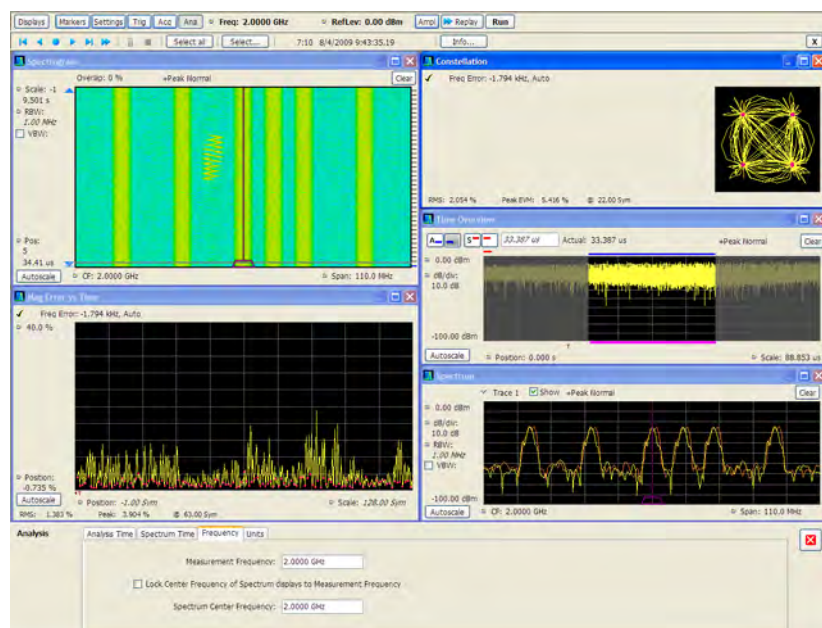 Displays Markers Settings Trig Acq Ana Freq: 2.0000 GHz RefLev: 0.00 dBm Ampl Replay Run
Select all Select... 7:10 8/4/2009 9:43:35.19 Info... X
Spectrogram
Overlap: 0 % +Peak Normal Clear
Scale: -1
9.501 s
RBW:
1.00 MHz
VBW:
Pos:
5
34.41 us
Autoscale CF: 2.0000 GHz Span: 110.0 MHz
Constellation
Freq Error: -1.794 kHz, Auto
RMS: 2.054 % Peak EVM: 5.416 % @ 22.00 Sym
Time Overview
33.387 us Actual: 33.387 us +Peak Normal Clear
0.00 dBm
dB/div:
10.0 dB
-100.00 dBm
Autoscale Position: 0.000 s Scale: 88.853 us
Mag Error vs Time
Freq Error: -1.794 kHz, Auto
40.0 %
Position:
-0.735 %
Autoscale Position: -1.00 Sym Scale: 128.00 Sym
RMS: 1.383 % Peak: 3.904 % @ 63.00 Sym
Spectrum
Trace 1 Show +Peak Normal Clear
0.00 dBm
dB/div:
10.0 dB
RBW:
1.00 MHz
VBW:
-100.00 dBm
Autoscale CF: 2.0000 GHz Span: 110.0 MHz
Analysis Analysis Time Spectrum Time Frequency Units
Measurement Frequency: 2.0000 GHz
Lock Center Frequency of Spectrum displays to Measurement Frequency
Spectrum Center Frequency: 2.0000 GHz